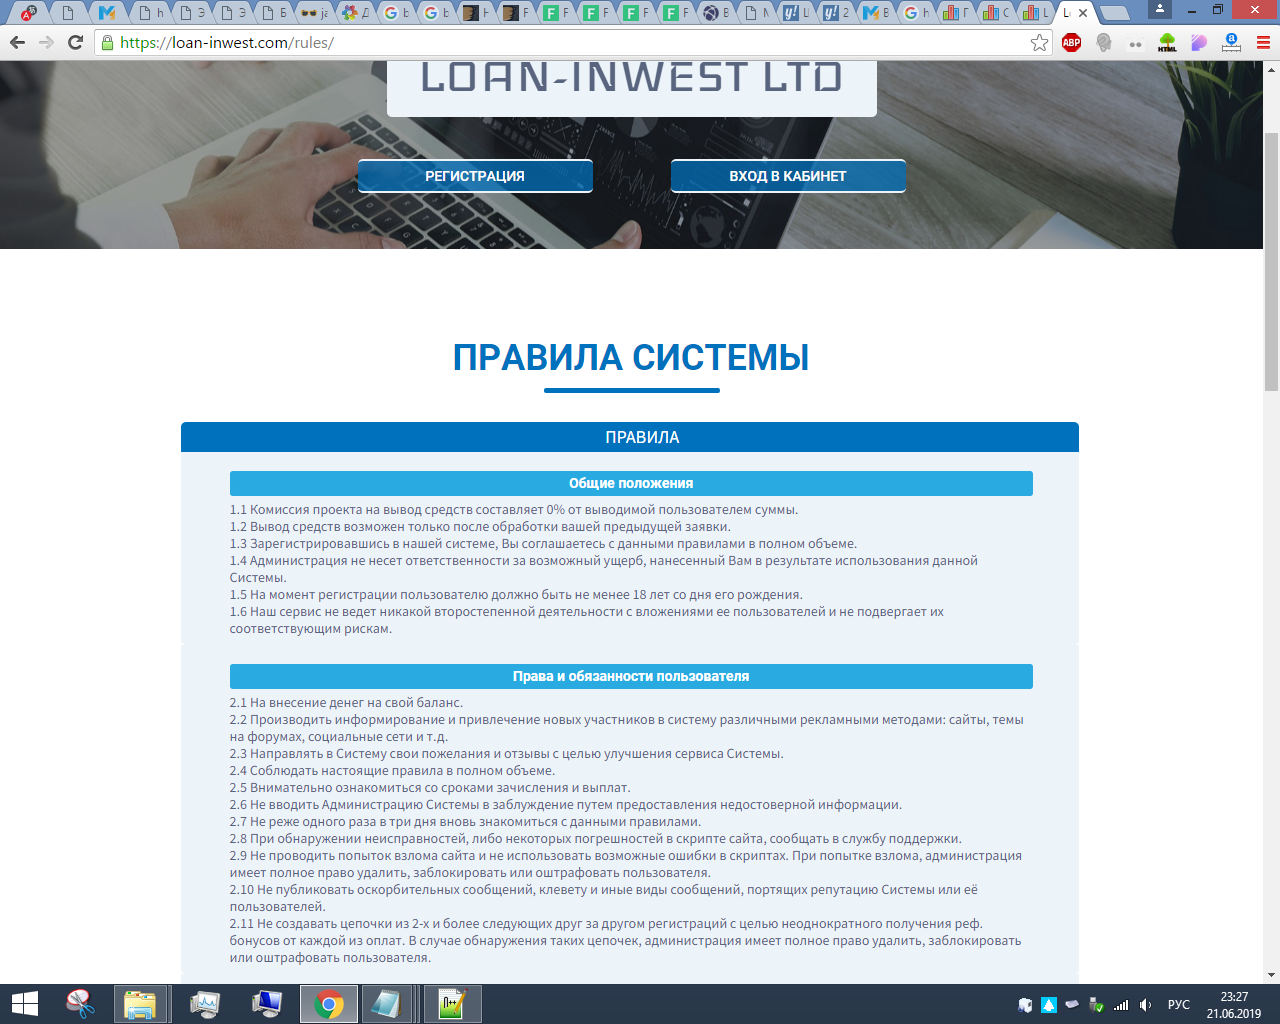 https://loan-inwest.com/rules/
ABP
HTML
LOAN-INWEST LTD
РЕГИСТРАЦИЯ
ВХОД В КАБИНЕТ
ПРАВИЛА СИСТЕМЫ
ПРАВИЛА
Общие положения
1.1 Комиссия проекта на вывод средств составляет 0% от выводимой пользователем суммы.
1.2 Вывод средств возможен только после обработки вашей предыдущей заявки.
1.3 Зарегистрировавшись в нашей системе, Вы соглашаетесь с данными правилами в полном объеме.
1.4 Администрация не несет ответственности за возможный ущерб, нанесенный Вам в результате использования данной
Системы.
1.5 На момент регистрации пользователю должно быть не менее 18 лет со дня его рождения.
1.6 Наш сервис не ведет никакой второстепенной деятельности с вложениями ее пользователей и не подвергает их
соответствующим рискам.
Права и обязанности пользователя
2.1 На внесение денег на свой баланс.
2.2 Производить информирование и привлечение новых участников в систему различными рекламными методами: сайты, темы
на форумах, социальные сети и т.д.
2.3 Направлять в Систему свои пожелания и отзывы с целью улучшения сервиса Системы.
2.4 Соблюдать настоящие правила в полном объеме.
2.5 Внимательно ознакомиться со сроками зачисления и выплат.
2.6 Не вводить Администрацию Системы в заблуждение путем предоставления недостоверной информации.
2.7 Не реже одного раза в три дня вновь знакомиться с данными правилами.
2.8 При обнаружении неисправностей, либо некоторых погрешностей в скрипте сайта, сообщать в службу поддержки.
2.9 Не проводить попыток взлома сайта и не использовать возможные ошибки в скриптах. При попытке взлома, администрация
имеет полное право удалить, заблокировать или оштрафовать пользователя.
2.10 Не публиковать оскорбительных сообщений, клевету и иные виды сообщений, портящих репутацию Системы или её
пользователей.
2.11 Не создавать цепочки из 2-х и более следующих друг за другом регистраций с целью неоднократного получения реф.
бонусов от каждой из оплат. В случае обнаружения таких цепочек, администрация имеет полное право удалить, заблокировать
или оштрафовать пользователя.
РУС
23:27
21.06.2019